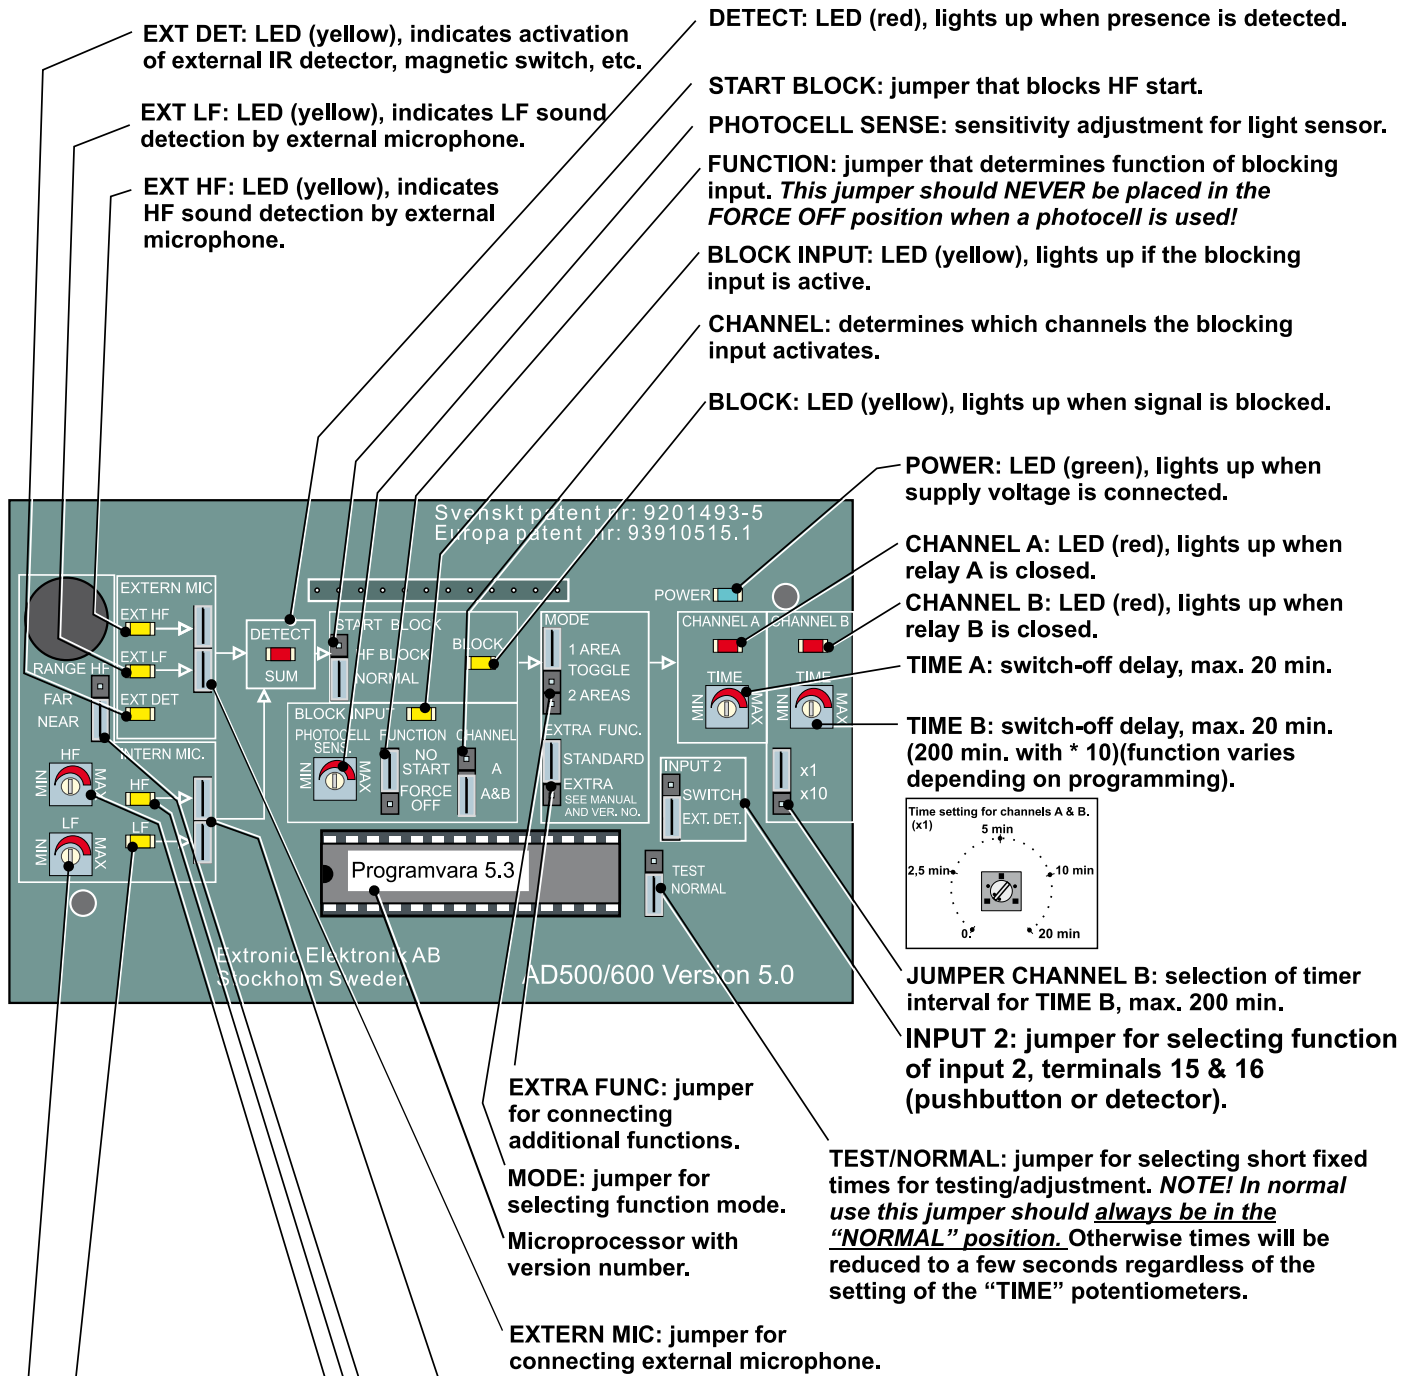 EXT DET: LED (yellow), indicates activation
of external IR detector, magnetic switch, etc.
EXT LF: LED (yellow), indicates LF sound
detection by external microphone.
EXT HF: LED (yellow), indicates
HF sound detection by external
microphone.
DETECT: LED (red), lights up when presence is detected.
START BLOCK: jumper that blocks HF start.
PHOTOCELL SENSE: sensitivity adjustment for light sensor.
FUNCTION: jumper that determines function of blocking
input. This jumper should NEVER be placed in the
FORCE OFF position when a photocell is used!
BLOCK INPUT: LED (yellow), lights up if the blocking
input is active.
CHANNEL: determines which channels the blocking
input activates.
BLOCK: LED (yellow), lights up when signal is blocked.
POWER: LED (green), lights up when
supply voltage is connected.
CHANNEL A: LED (red), lights up when
relay A is closed.
CHANNEL B: LED (red), lights up when
relay B is closed.
TIME A: switch-off delay, max. 20 min.
TIME B: switch-off delay, max. 20 min.
(200 min. with * 10)(function varies
depending on programming).
Svenskt patent nr: 9201493-5
Europa patent nr: 93910515.1
EXTERN MIC
EXT HF
EXT LF
EXT DET
RANGE HF
FAR
NEAR
INTERN MIC.
HF
MIN
MAX
HF
LF
MIN
MAX
LF
DETECT
SUM
START BLOCK
HF BLOCK
NORMAL
BLOCK
BLOCK INPUT
PHOTOCELL
SENS.
MIN
MAX
FUNCTION
NO
START
FORCE
OFF
CHANNEL
A
A&B
MODE
1 AREA
TOGGLE
2 AREAS
EXTRA FUNC.
STANDARD
EXTRA
SEE MANUAL
AND VER. NO.
POWER
CHANNEL A
TIME
MIN
MAX
CHANNEL B
TIME
MIN
MAX
x1
x10
INPUT 2
SWITCH
EXT. DET.
TEST
NORMAL
Programvara 5.3
Extronic Elektronik AB
Stockholm Sweden
AD500/600 Version 5.0
Time setting for channels A & B.
(x1)
5 min
2,5 min
10 min
0.
20 min
JUMPER CHANNEL B: selection of timer
interval for TIME B, max. 200 min.
INPUT 2: jumper for selecting function
of input 2, terminals 15 & 16
(pushbutton or detector).
EXTRA FUNC: jumper
for connecting
additional functions.
MODE: jumper for
selecting function mode.
Microprocessor with
version number.
TEST/NORMAL: jumper for selecting short fixed
times for testing/adjustment. NOTE! In normal
use this jumper should always be in the
“NORMAL” position. Otherwise times will be
reduced to a few seconds regardless of the
setting of the “TIME” potentiometers.
EXTERN MIC: jumper for
connecting external microphone.